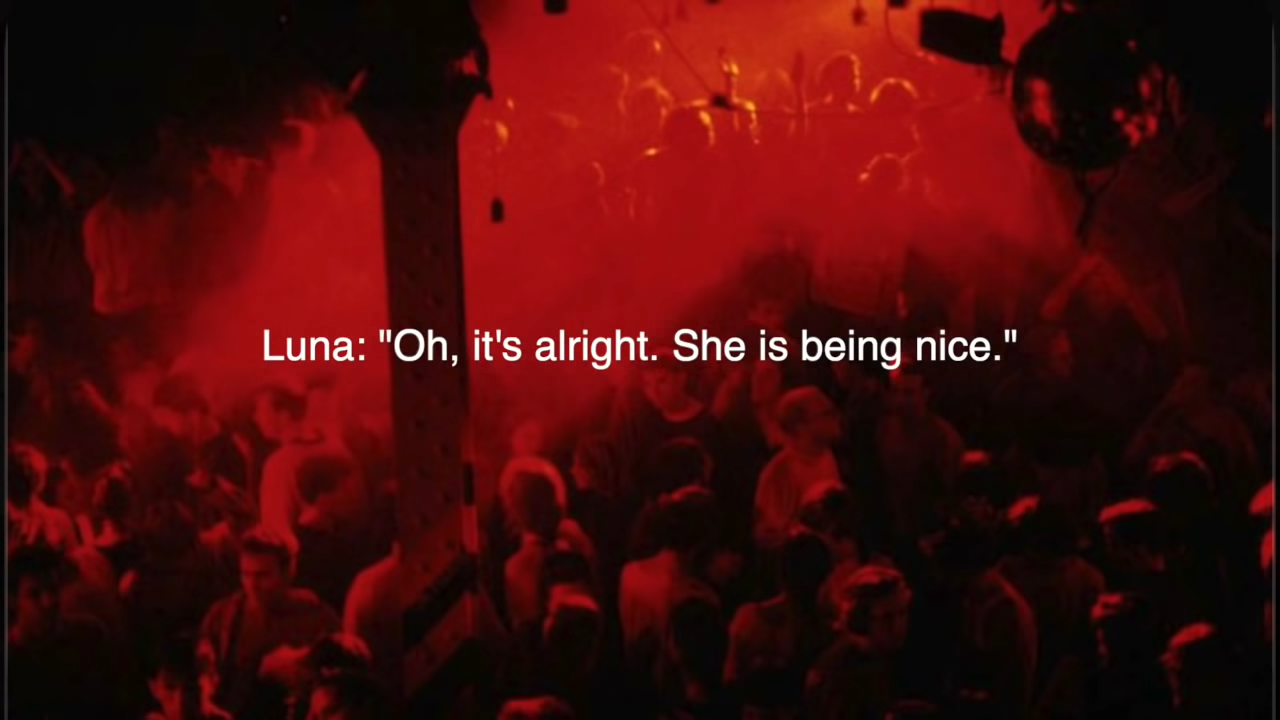 Luna: "Oh, it's alright. She is being nice."